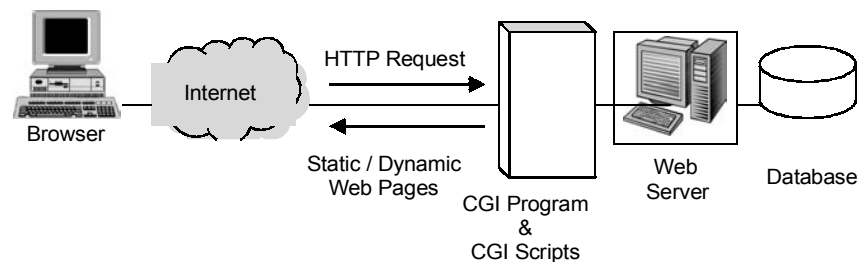 HTTP Request
Internet
Browser
Static / Dynamic
Web Pages
CGI Program
&
CGI Scripts
Web
Server
Database